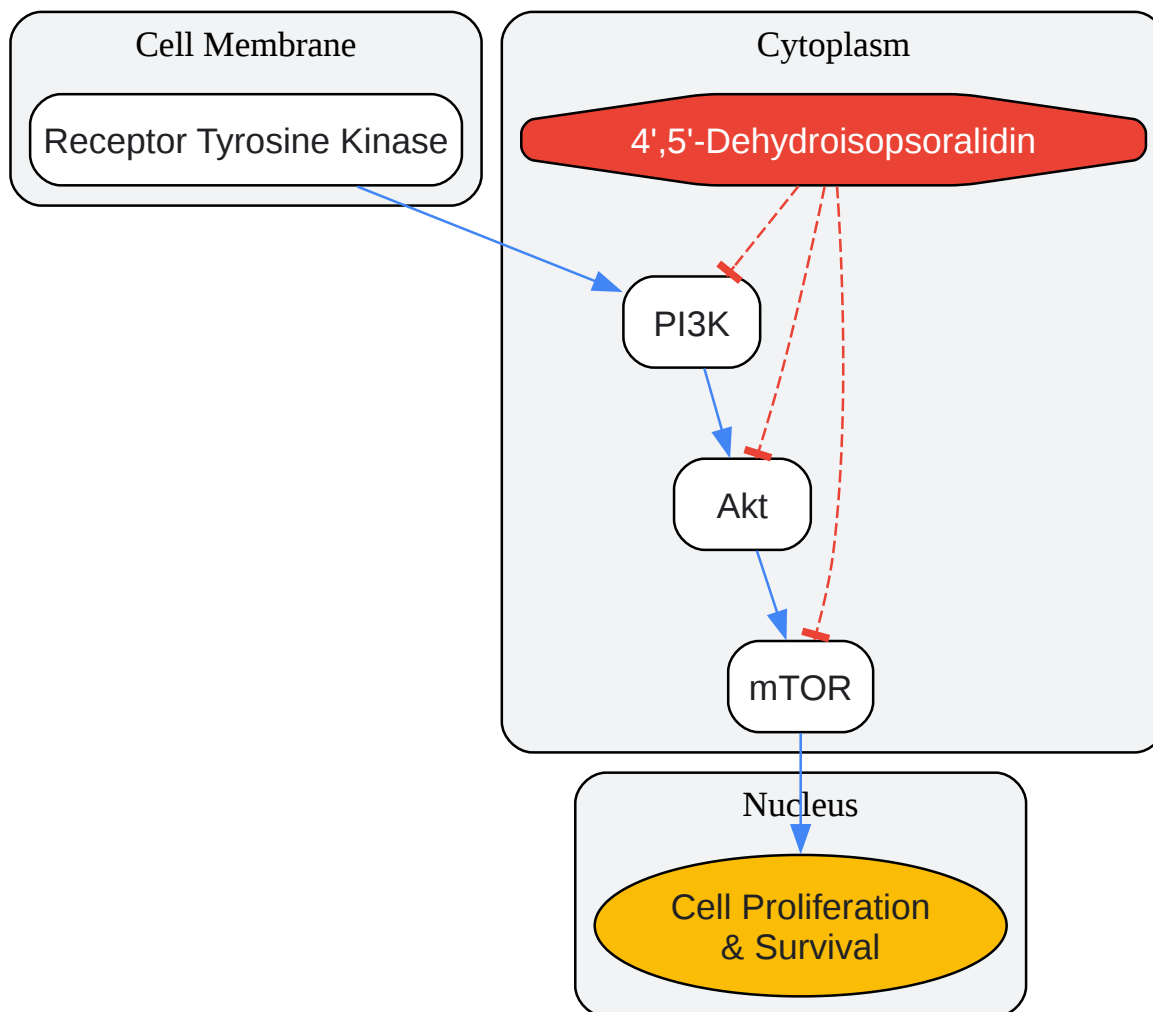 Cell Membrane
Receptor Tyrosine Kinase
Cytoplasm
4',5'-Dehydroisopsoralidin
PI3K
Akt
mTOR
Nucleus
Cell Proliferation
& Survival